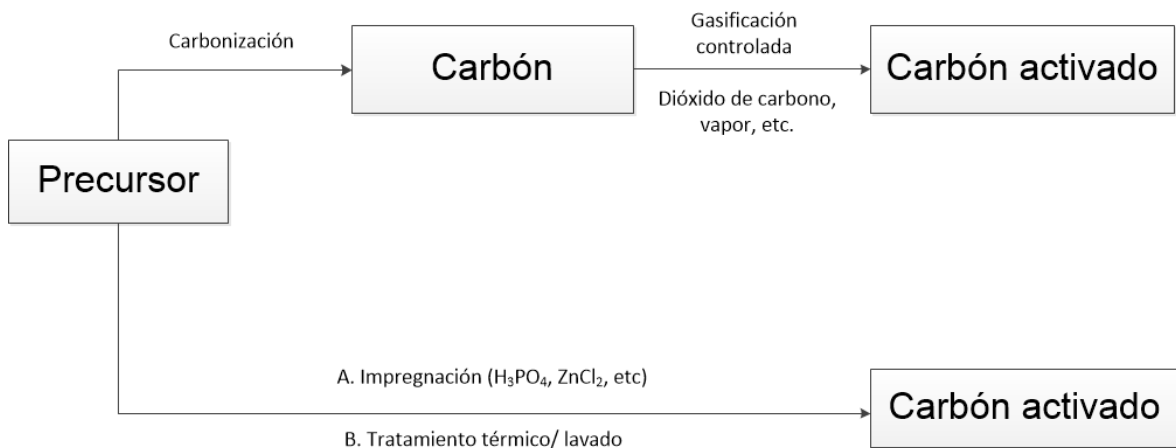 Carbonización
Carbón
Gasificación
controlada
Dióxido de carbono,
vapor, etc.
Carbón activado
Precursor
A. Impregnación (H₃PO₄, ZnCl₂, etc)
B. Tratamiento térmico/ lavado
Carbón activado